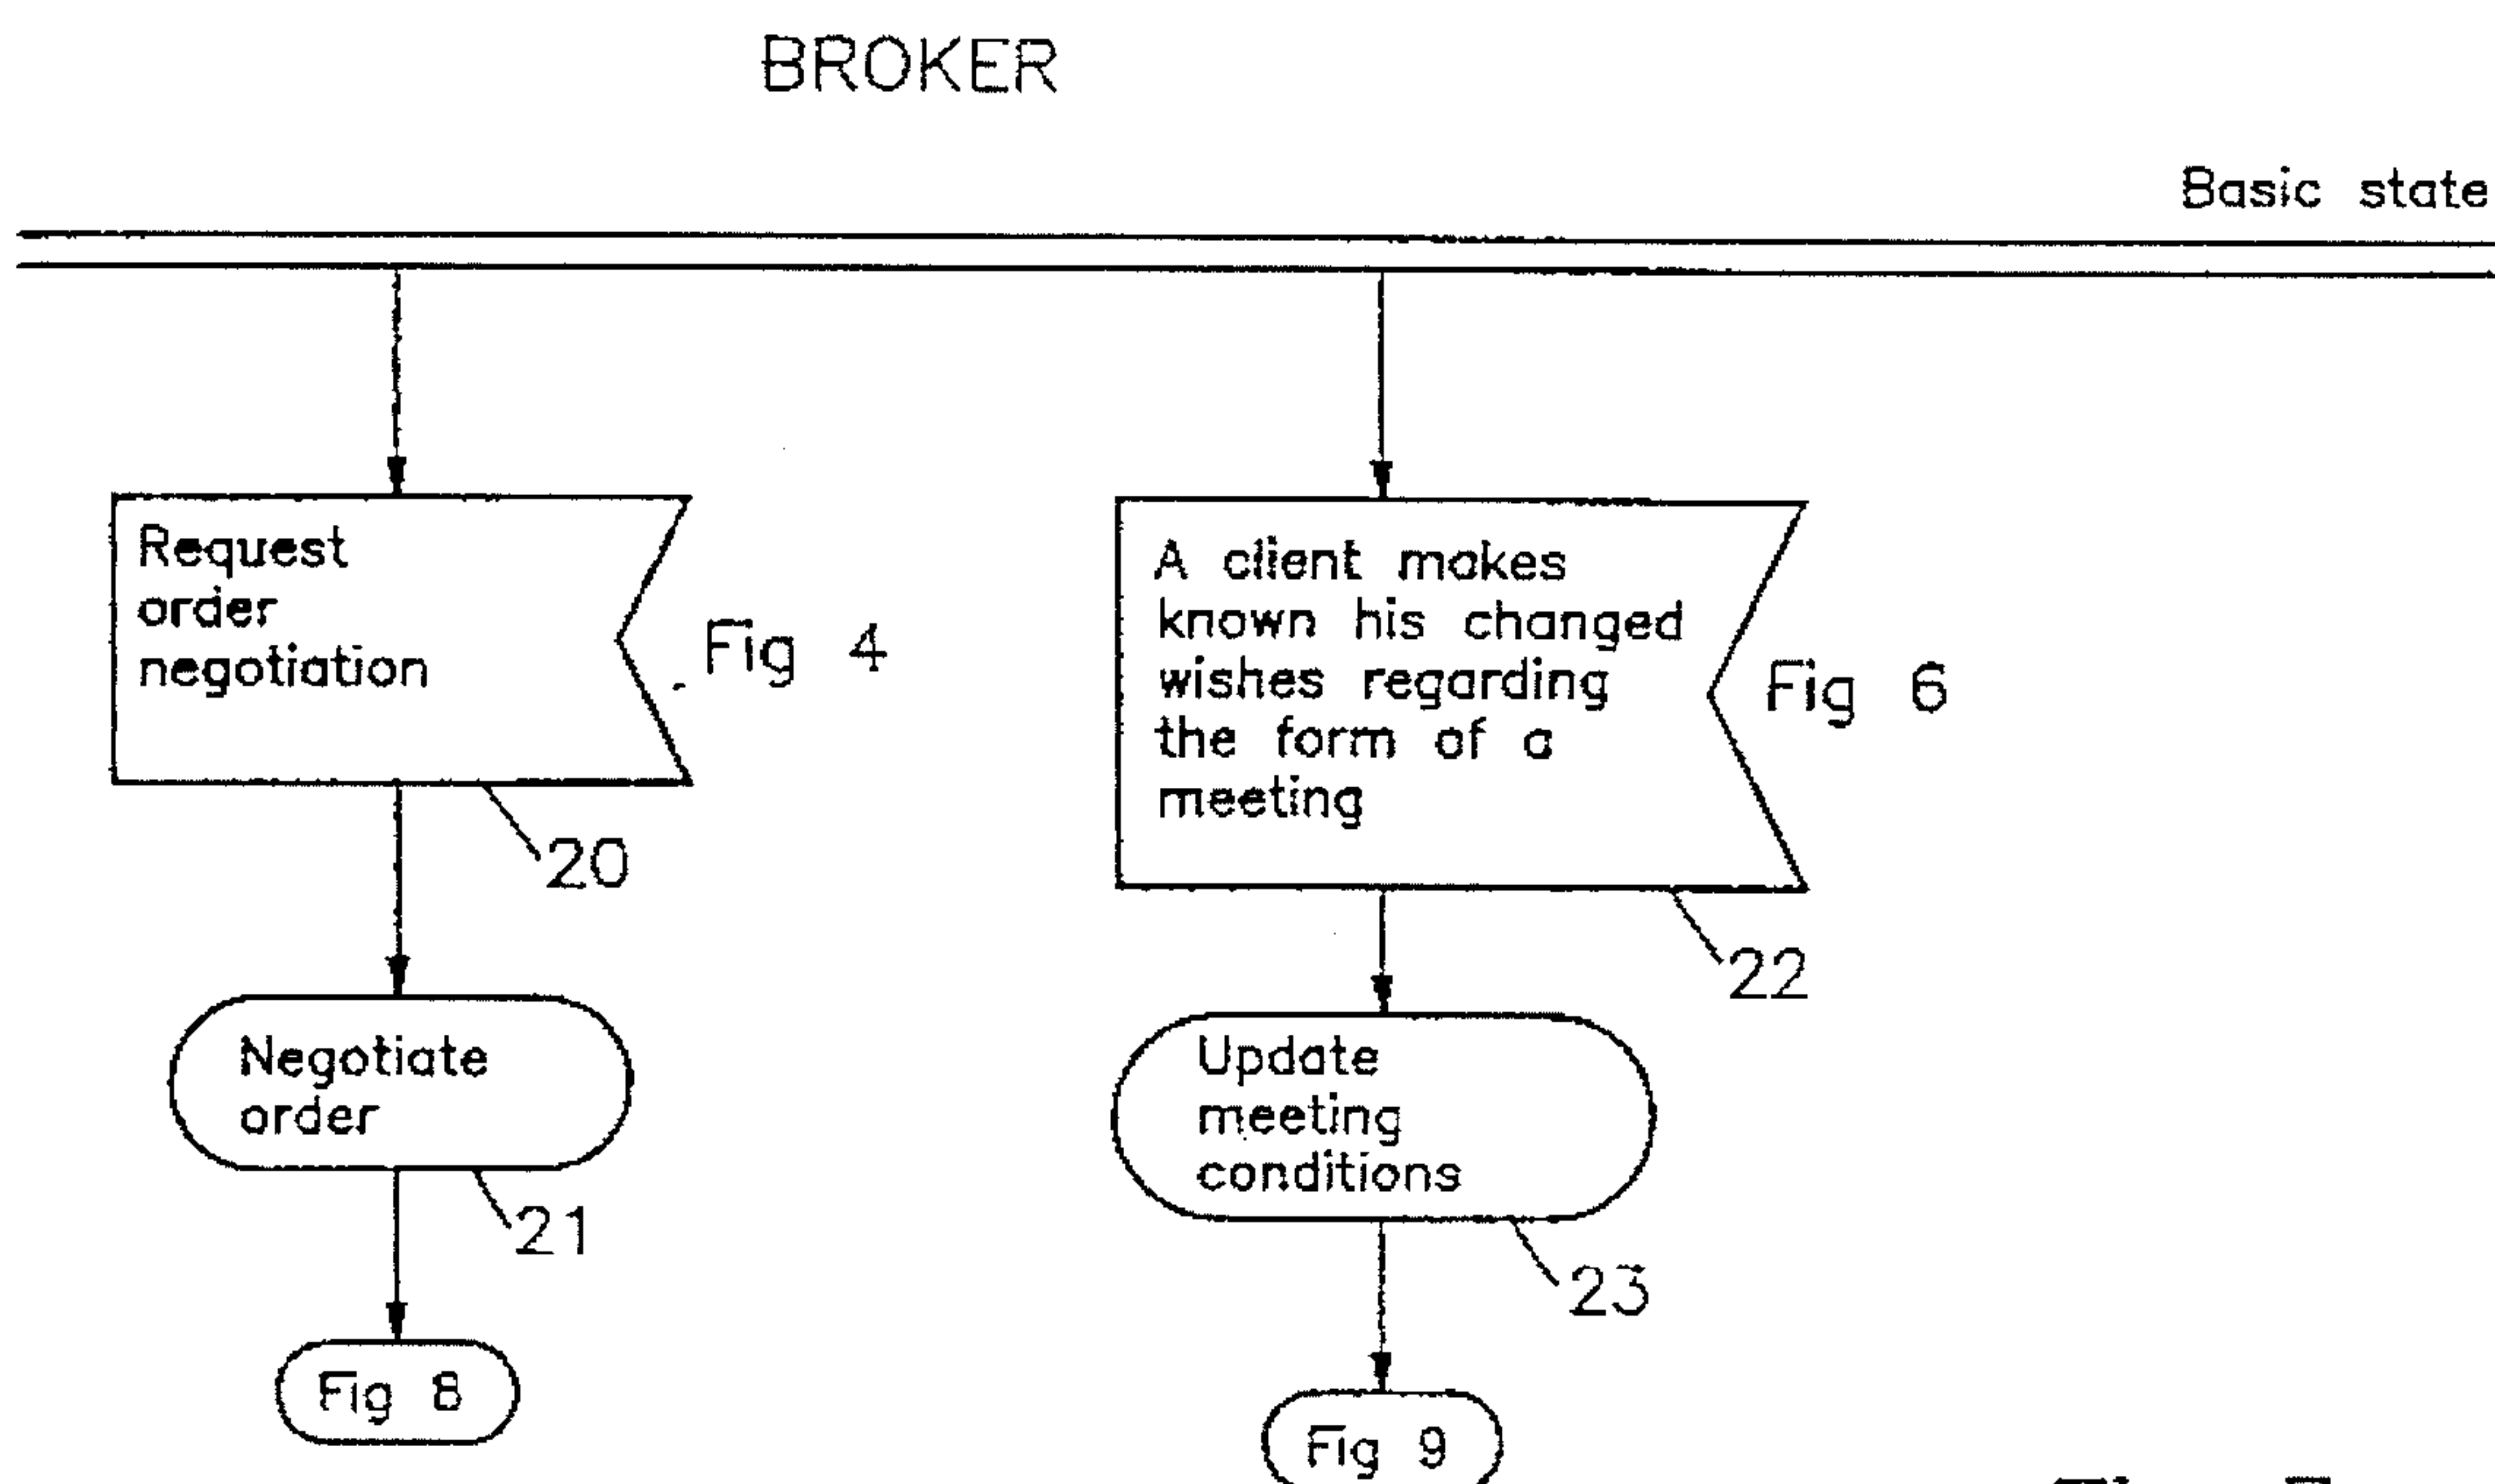 BROKER
Basic state
Request
order
negotiation
Fig 4
20
Negotiate
order
21
Fig 8
A client makes
known his changed
wishes regarding
the form of a
meeting
Fig 6
22
Update
meeting
conditions
23
Fig 9